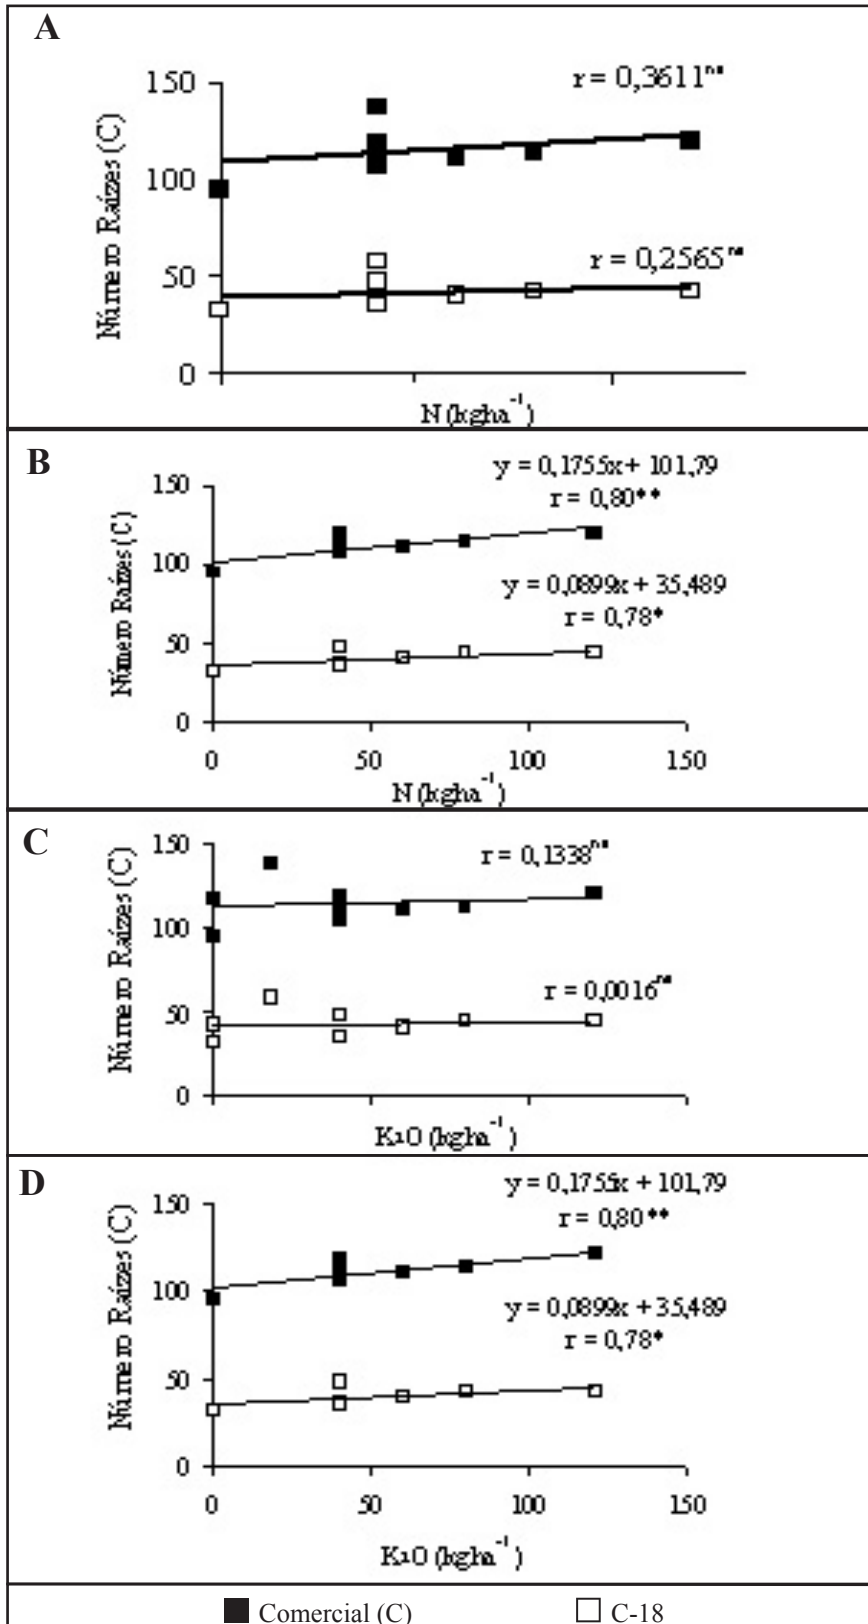 A
r = 0,3611ns
150
100
50
0
Número Raízes (C)
r = 0,2565ns
N (kgha-1)
B
y = 0,1755x + 101,79
r = 0,80**
150
100
50
0
Número Raízes (C)
y = 0,0899x + 35,489
r = 0,78*
0 50 100 150
N (kgha-1)
C
r = 0,1338ns
150
100
50
0
Número Raízes (C)
r = 0,0016ns
K2O (kgha-1)
D
y = 0,1755x + 101,79
r = 0,80**
150
100
50
0
Número Raízes (C)
y = 0,0899x + 35,489
r = 0,78*
0 50 100 150
K2O (kgha-1)
Comercial (C) C-18